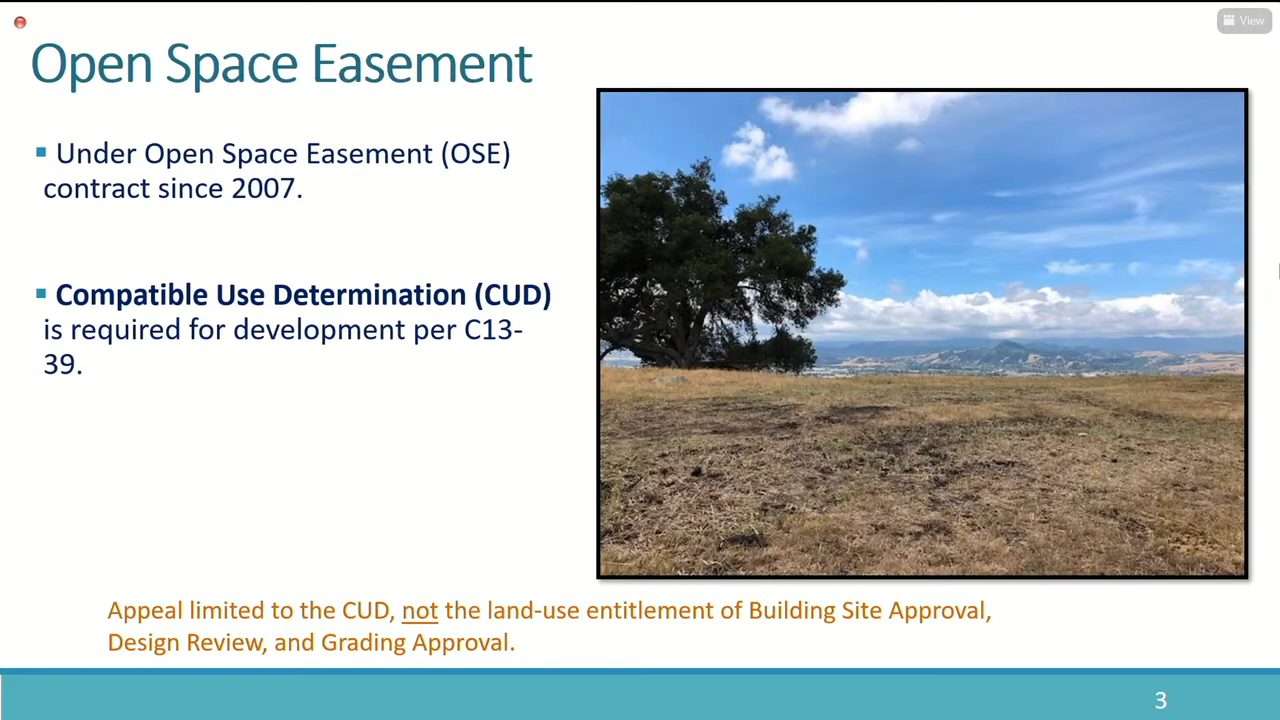 View
Open Space Easement
Under Open Space Easement (OSE)
contract since 2007.
Compatible Use Determination (CUD)
is required for development per C13-
39.
Appeal limited to the CUD, not the land-use entitlement of Building Site Approval,
Design Review, and Grading Approval.
3